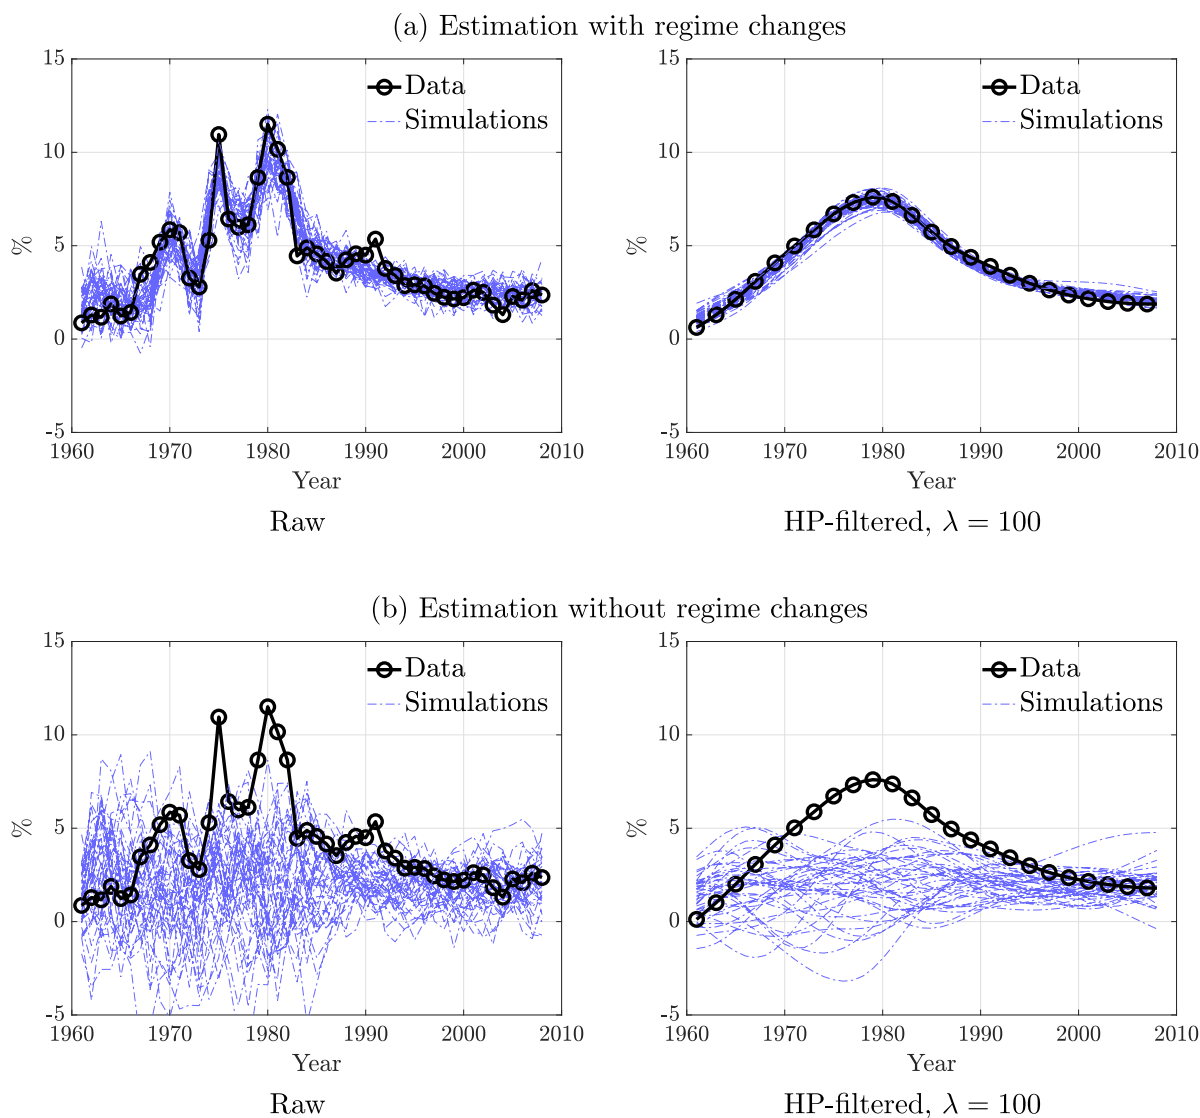 (a) Estimation with regime changes
15
10
5
0
-5
%
1960 1970 1980 1990 2000 2010
Year
Data
Simulations
Raw
15
10
5
0
-5
%
1960 1970 1980 1990 2000 2010
Year
Data
Simulations
HP-filtered, λ = 100
(b) Estimation without regime changes
15
10
5
0
-5
%
1960 1970 1980 1990 2000 2010
Year
Data
Simulations
Raw
15
10
5
0
-5
%
1960 1970 1980 1990 2000 2010
Year
Data
Simulations
HP-filtered, λ = 100